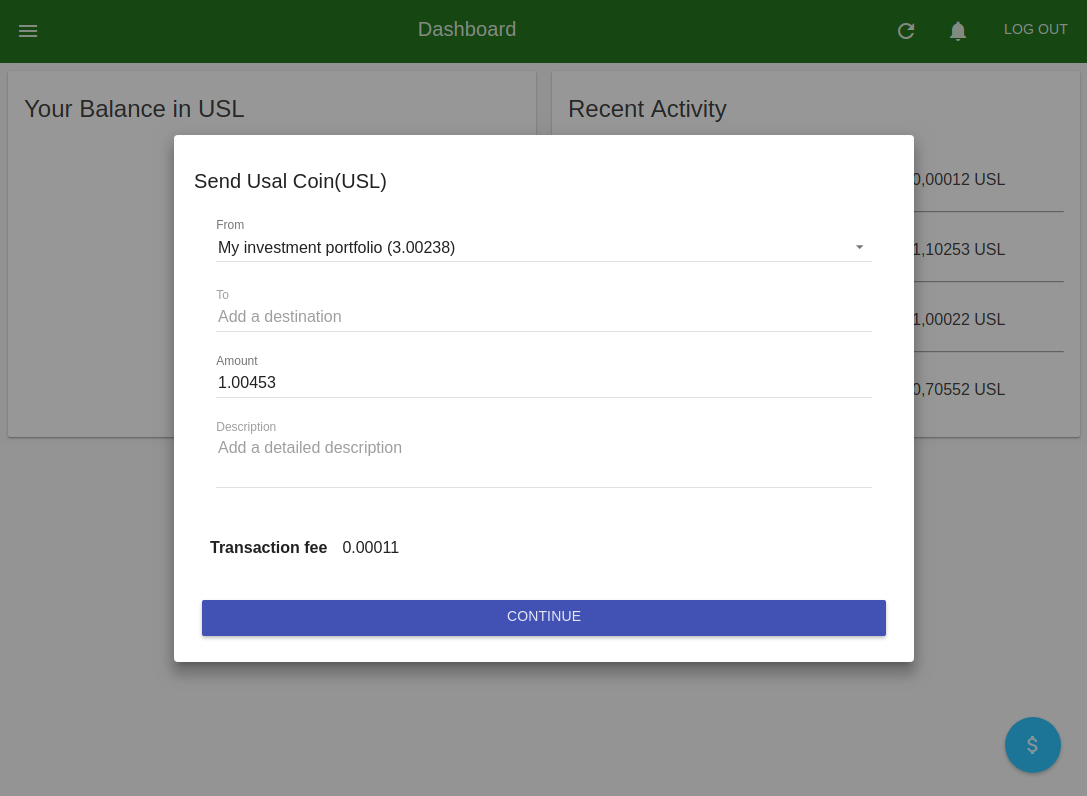 Dashboard
LOG OUT
Your Balance in USL
Recent Activity
0,00012 USL
1,10253 USL
1,00022 USL
0,70552 USL
Send Usal Coin(USL)
From
My investment portfolio (3.00238)
To
Add a destination
Amount
1.00453
Description
Add a detailed description
Transaction fee 0.00011
CONTINUE
$